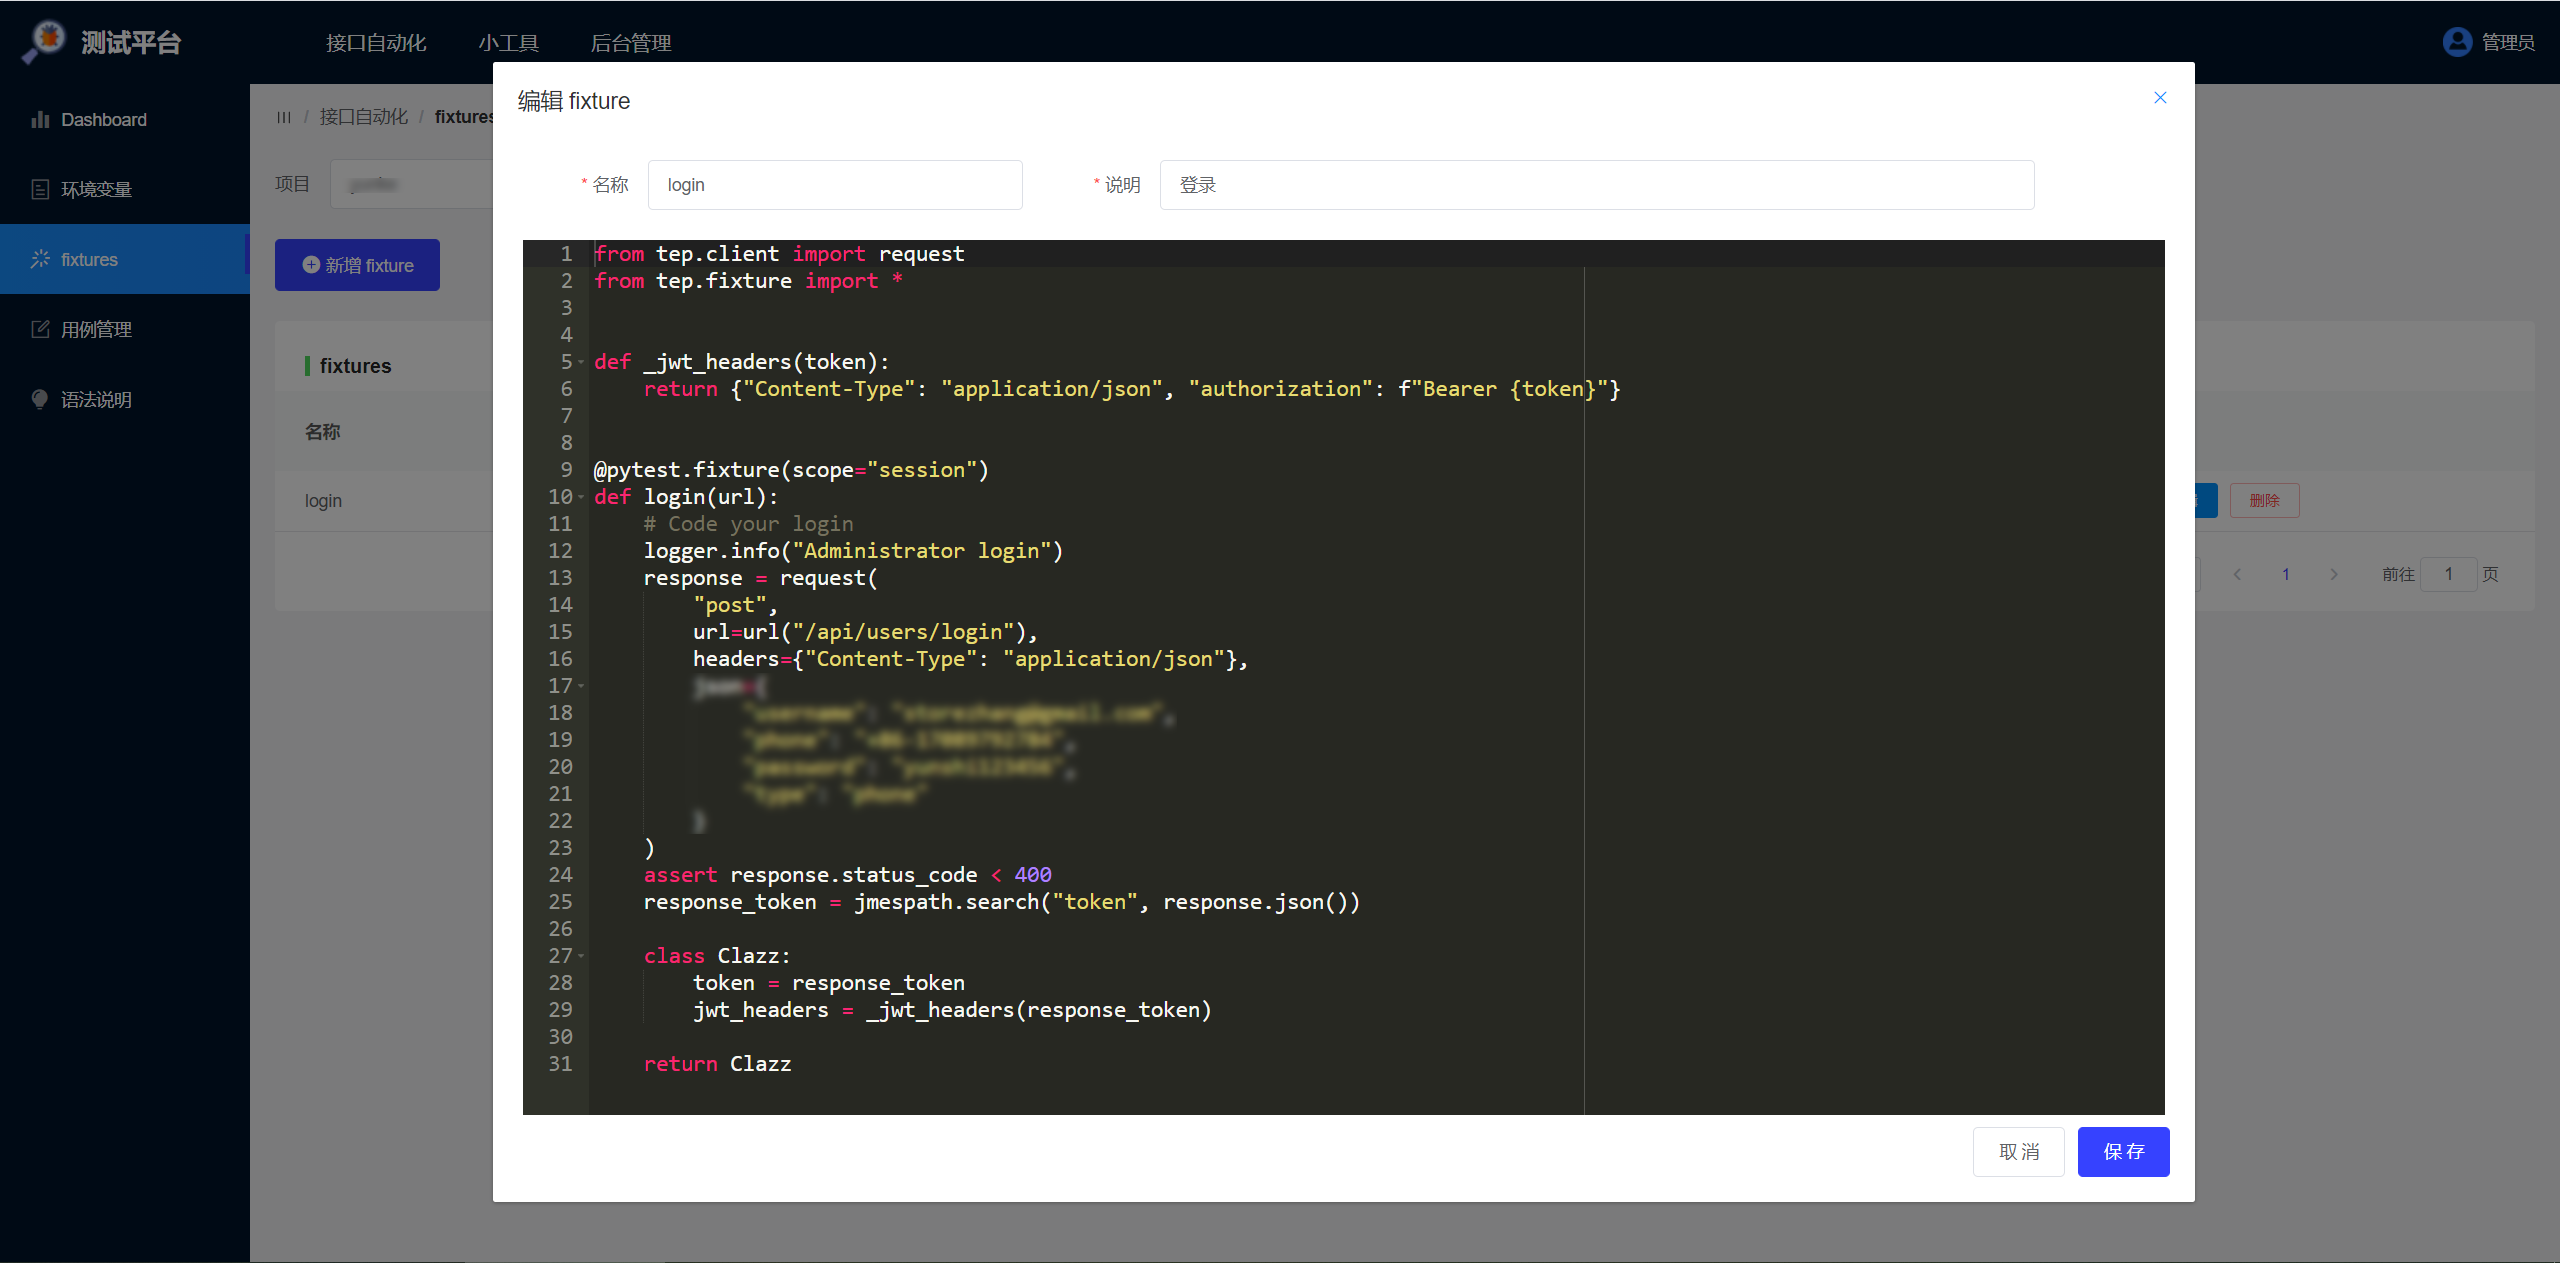 测试平台
接口自动化 小工具 后台管理
管理员
Dashboard
环境变量
fixtures
用例管理
语法说明
/ 接口自动化 / fixtures
项目
新增 fixture
fixtures
名称
login
删除
1
前往 1 页
编辑 fixture
* 名称 login
* 说明 登录
1 from tep.client import request
2 from tep.fixture import *
3
4
5 def _jwt_headers(token):
6 return {"Content-Type": "application/json", "authorization": f"Bearer {token}"}
7
8
9 @pytest.fixture(scope="session")
10 def login(url):
11 # Code your login
12 logger.info("Administrator login")
13 response = request(
14 "post",
15 url=url("/api/users/login"),
16 headers={"Content-Type": "application/json"},
17
18
19
20
21
22
23 )
24 assert response.status_code < 400
25 response_token = jmespath.search("token", response.json())
26
27 class Clazz:
28 token = response_token
29 jwt_headers = _jwt_headers(response_token)
30
31 return Clazz
取消 保存